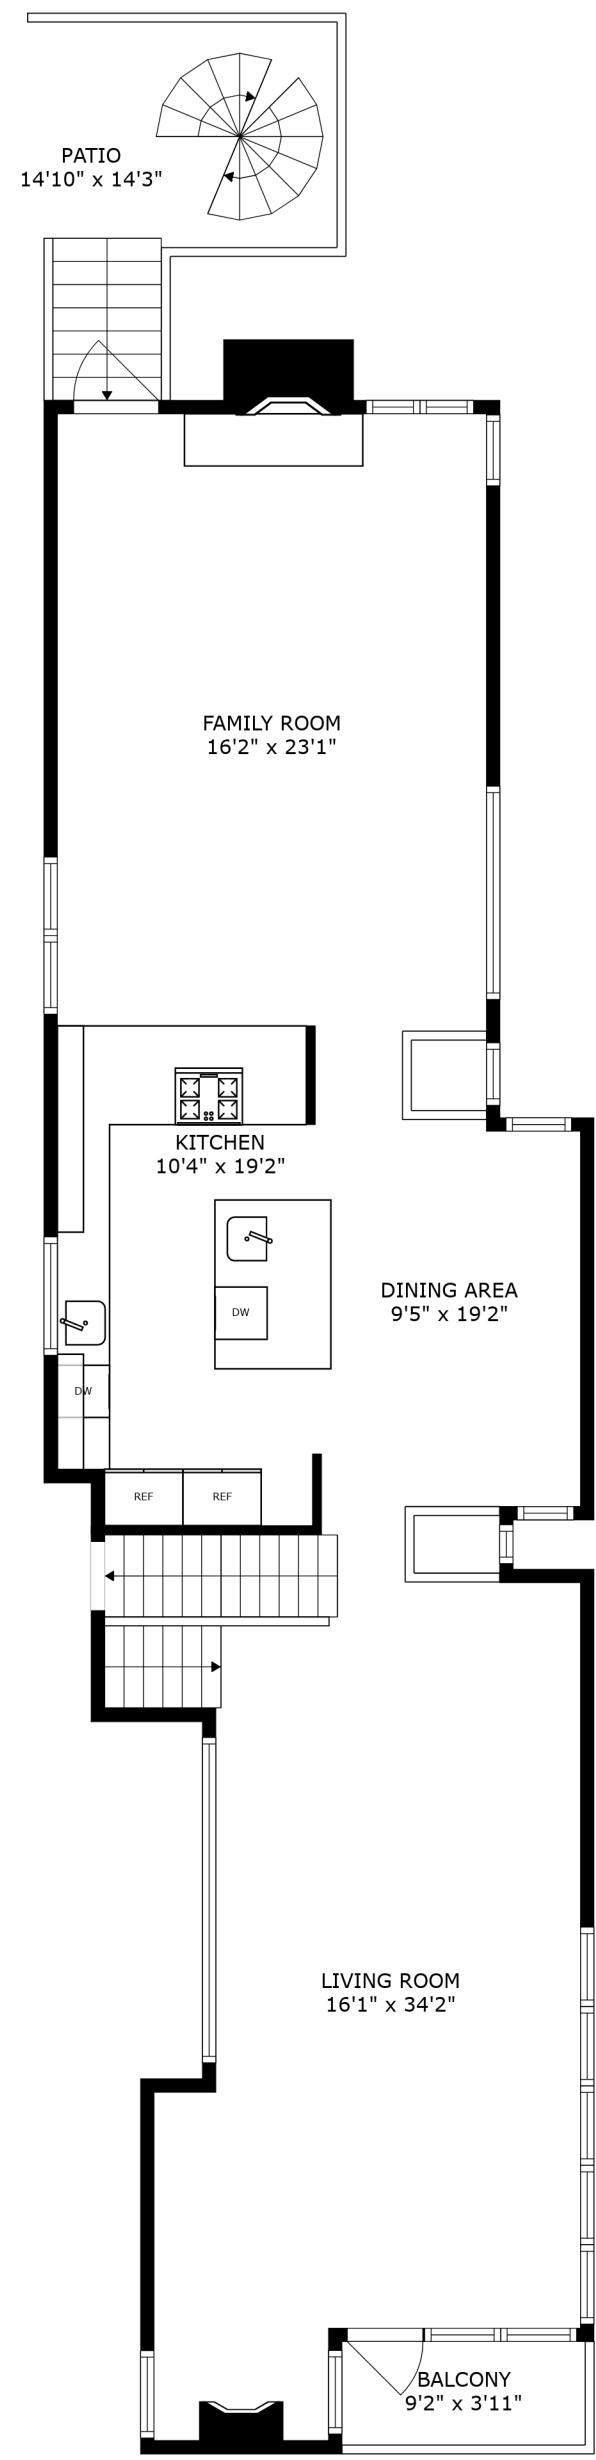 PATIO
14'10" x 14'3"
FAMILY ROOM
16'2" x 23'1"
KITCHEN
10'4" x 19'2"
DINING AREA
9'5" x 19'2"
DW
DW
REF
REF
LIVING ROOM
16'1" x 34'2"
BALCONY
9'2" x 3'11"